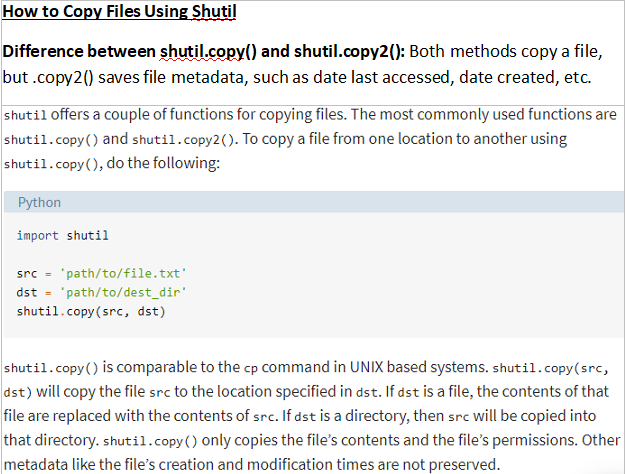 How to Copy Files Using Shutil
Difference between shutil.copy() and shutil.copy2(): Both methods copy a file,
but .copy2() saves file metadata, such as date last accessed, date created, etc.
shutil offers a couple of functions for copying files. The most commonly used functions are
shutil.copy() and shutil.copy2(). To copy a file from one location to another using
shutil.copy(), do the following:
Python
import shutil
src = 'path/to/file.txt'
dst = 'path/to/dest_dir'
shutil.copy(src, dst)
shutil.copy() is comparable to the cp command in UNIX based systems. shutil.copy(src,
dst) will copy the file src to the location specified in dst. If dst is a file, the contents of that
file are replaced with the contents of src. If dst is a directory, then src will be copied into
that directory. shutil.copy() only copies the file's contents and the file's permissions. Other
metadata like the file's creation and modification times are not preserved.